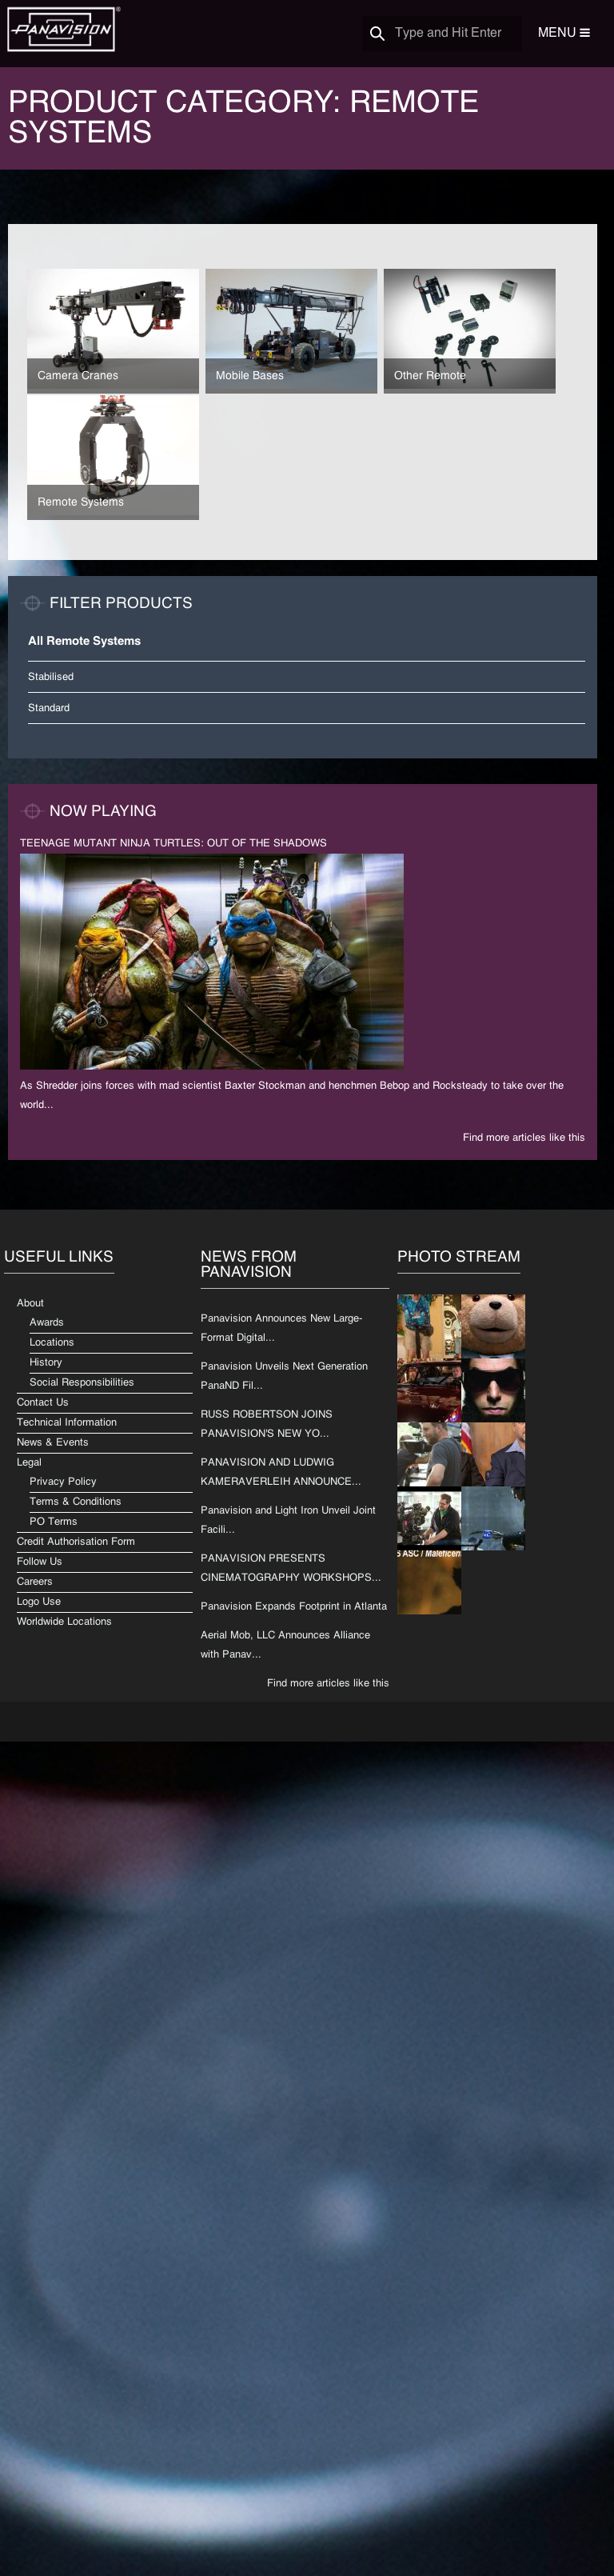 PANAVISION
®
Type and Hit Enter
MENU
PRODUCT CATEGORY: REMOTE
SYSTEMS
Camera Cranes
Mobile Bases
Other Remote
Remote Systems
FILTER PRODUCTS
All Remote Systems
Stabilised
Standard
NOW PLAYING
TEENAGE MUTANT NINJA TURTLES: OUT OF THE SHADOWS
As Shredder joins forces with mad scientist Baxter Stockman and henchmen Bebop and Rocksteady to take over the
world...
Find more articles like this
USEFUL LINKS
About
Awards
Locations
History
Social Responsibilities
Contact Us
Technical Information
News & Events
Legal
Privacy Policy
Terms & Conditions
PO Terms
Credit Authorisation Form
Follow Us
Careers
Logo Use
Worldwide Locations
NEWS FROM
PANAVISION
Panavision Announces New Large-
Format Digital...
Panavision Unveils Next Generation
PanaND Fil...
RUSS ROBERTSON JOINS
PANAVISION'S NEW YO...
PANAVISION AND LUDWIG
KAMERAVERLEIH ANNOUNCE...
Panavision and Light Iron Unveil Joint
Facili...
PANAVISION PRESENTS
CINEMATOGRAPHY WORKSHOPS...
Panavision Expands Footprint in Atlanta
Aerial Mob, LLC Announces Alliance
with Panav...
Find more articles like this
PHOTO STREAM
S ASC / Maleficen